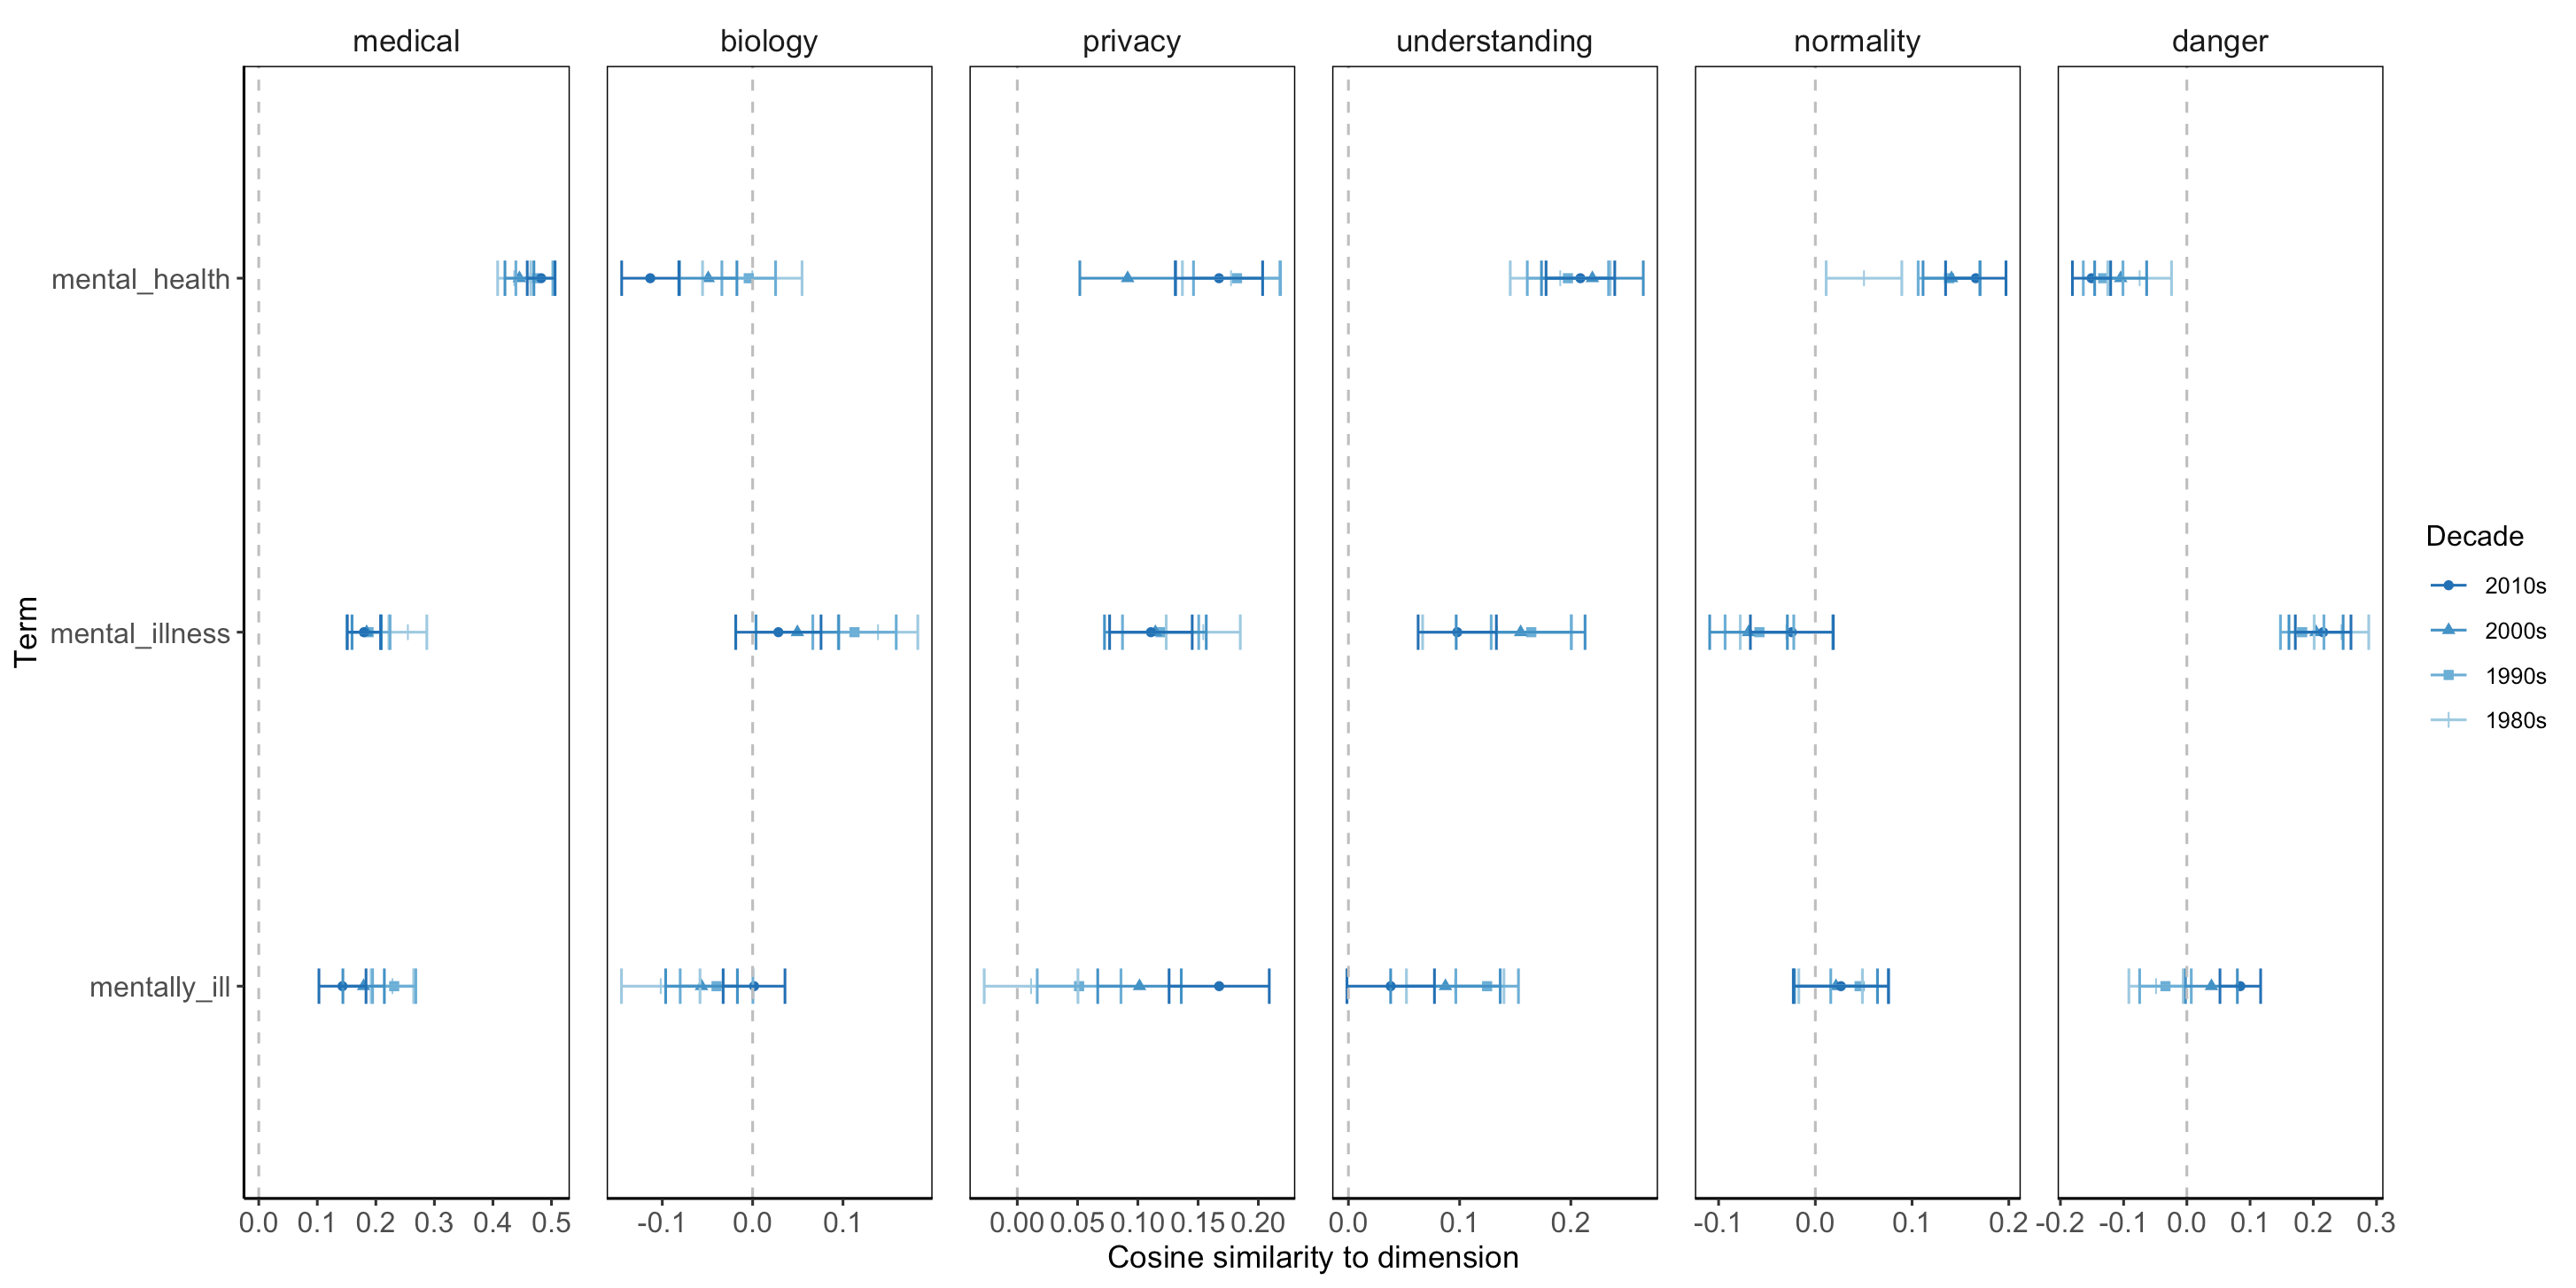 medical biology privacy understanding normality danger
Term
mental_health
mental_illness
mentally_ill
Decade
2010s
2000s
1990s
1980s
0.0 0.1 0.2 0.3 0.4 0.5 -0.1 0.0 0.1 0.00 0.05 0.10 0.15 0.20 0.0 0.1 0.2 -0.1 0.0 0.1 0.2 -0.2 -0.1 0.0 0.1 0.2 0.3
Cosine similarity to dimension